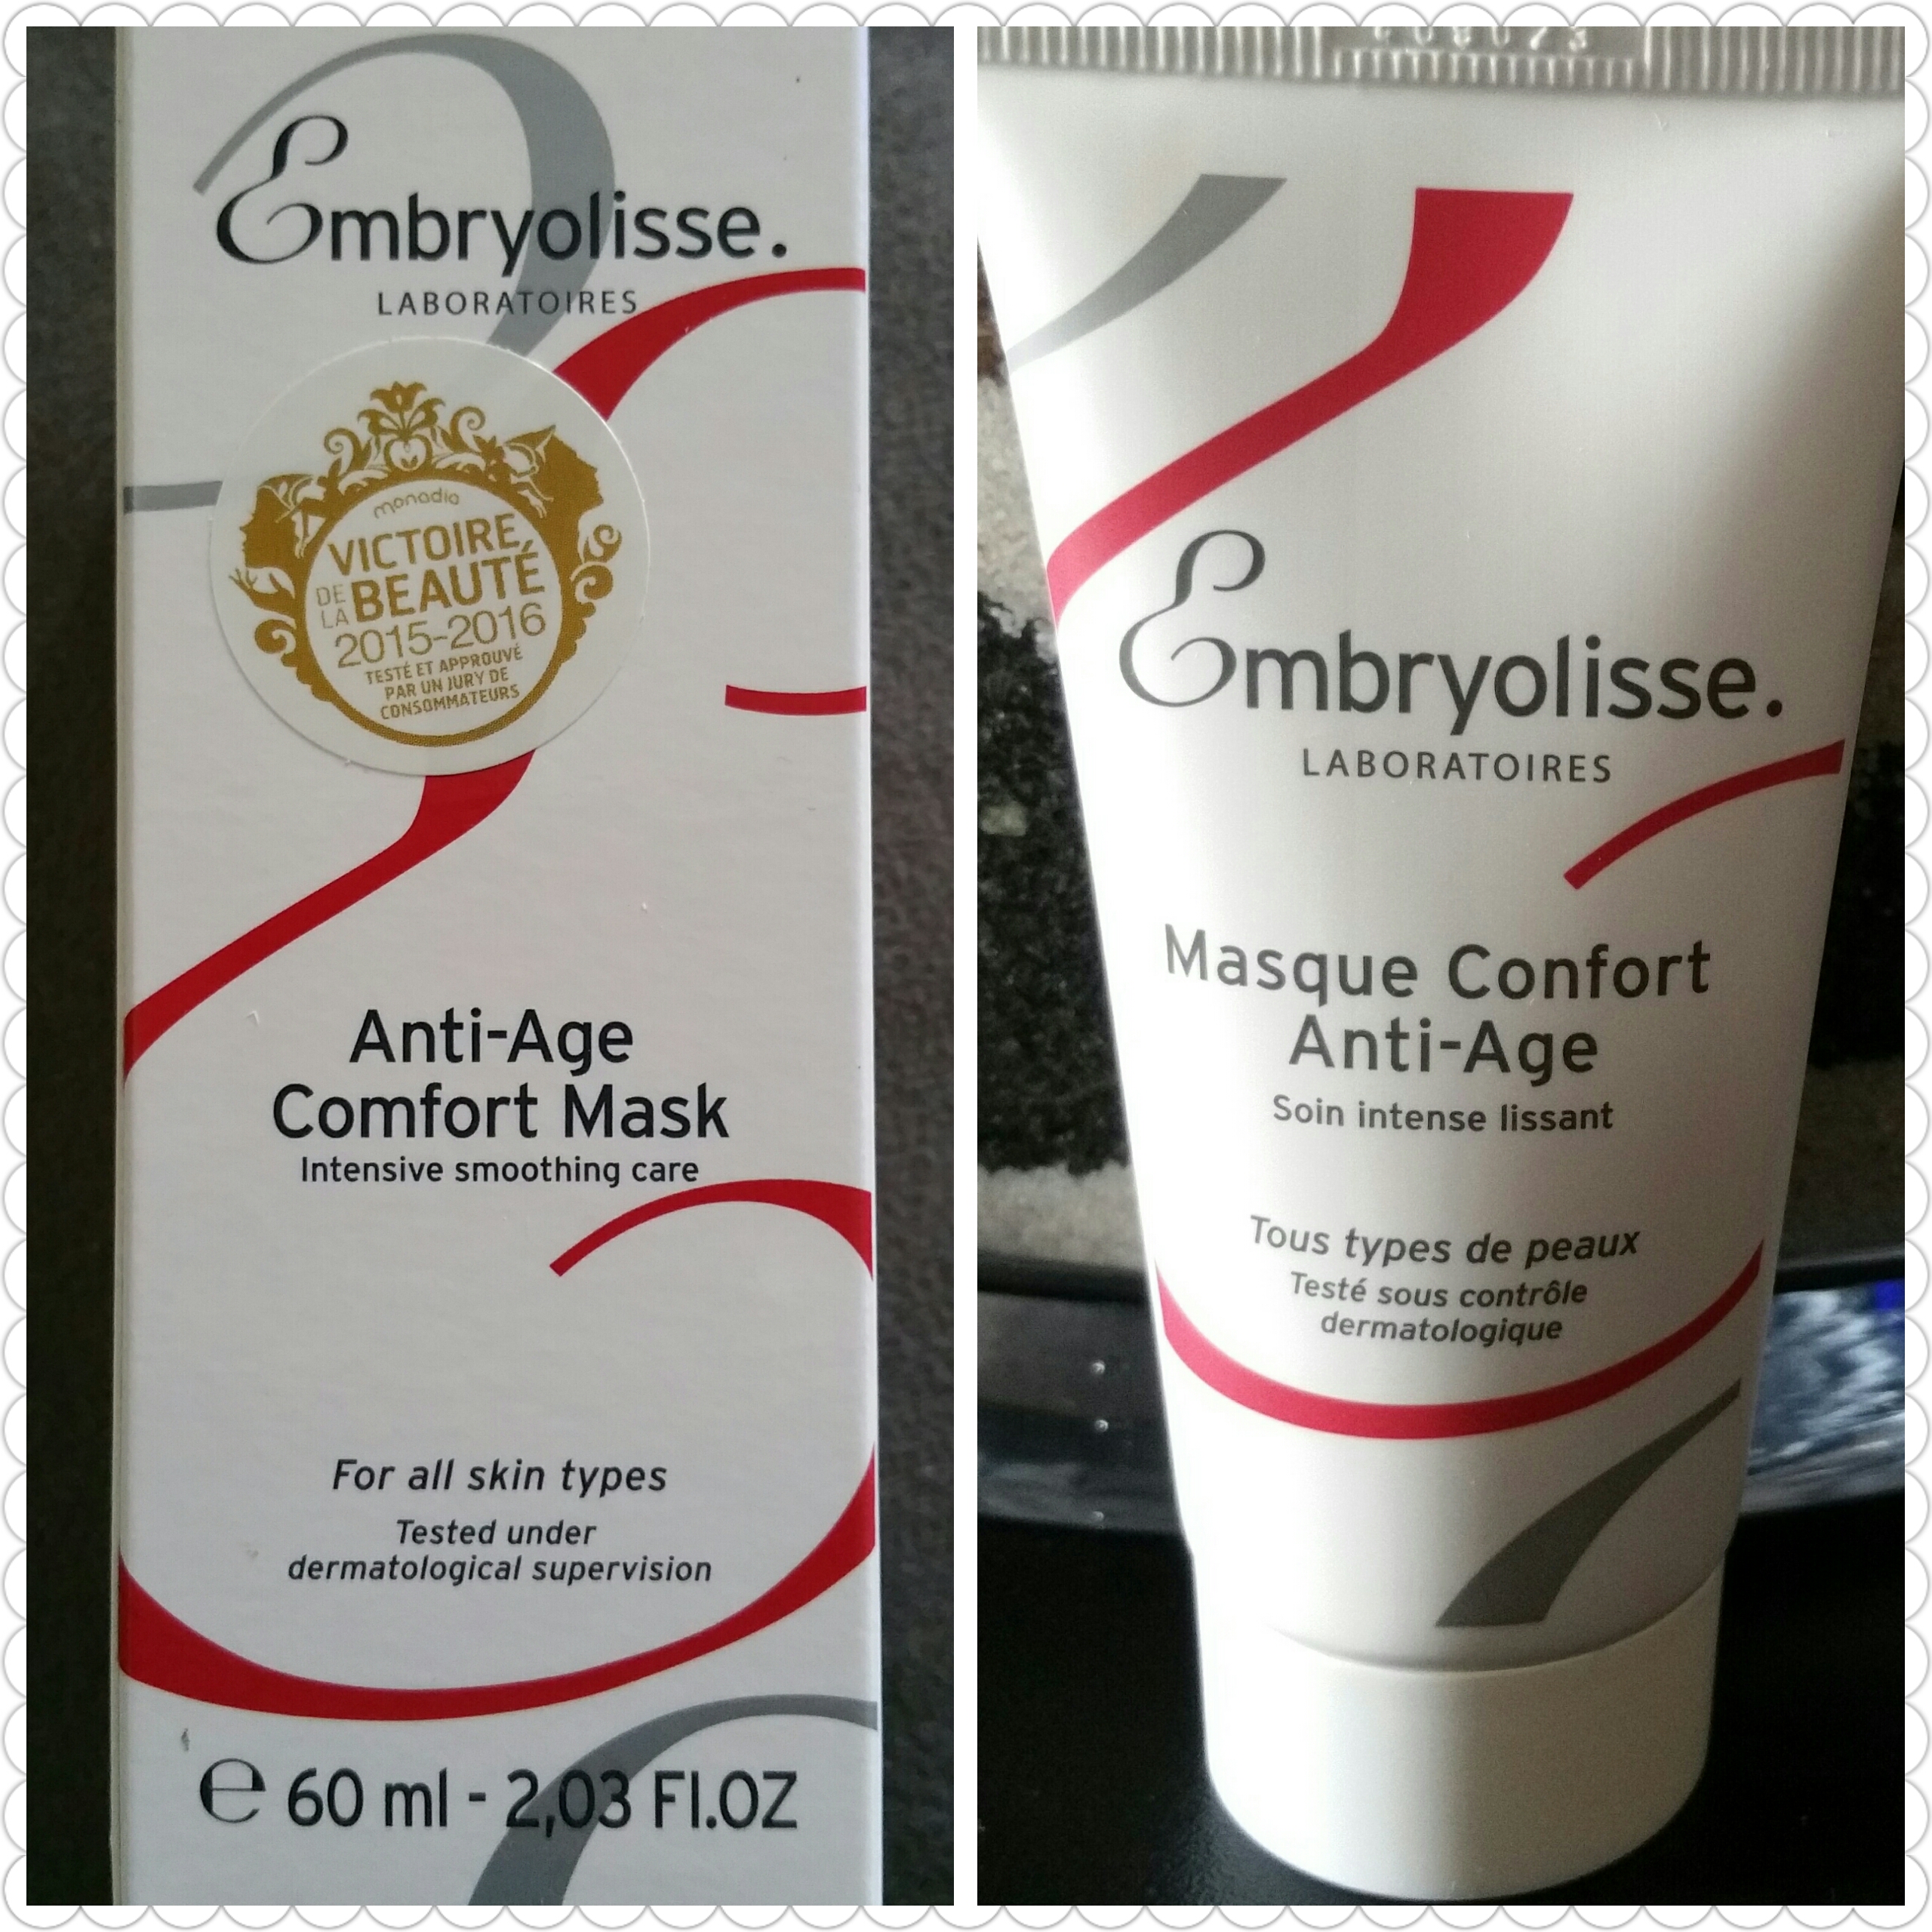 Embryolisse.
LABORATOIRES
monadia
VICTOIRE
DE LA BEAUTÉ
2015-2016
TESTÉ ET APPROUVÉ
PAR UN JURY DE
CONSOMMATEURS
Anti-Age
Comfort Mask
Intensive smoothing care
For all skin types
Tested under
dermatological supervision
℮ 60 ml - 2,03 Fl.OZ
Embryolisse.
LABORATOIRES
Masque Confort
Anti-Age
Soin intense lissant
Tous types de peaux
Testé sous contrôle
dermatologique